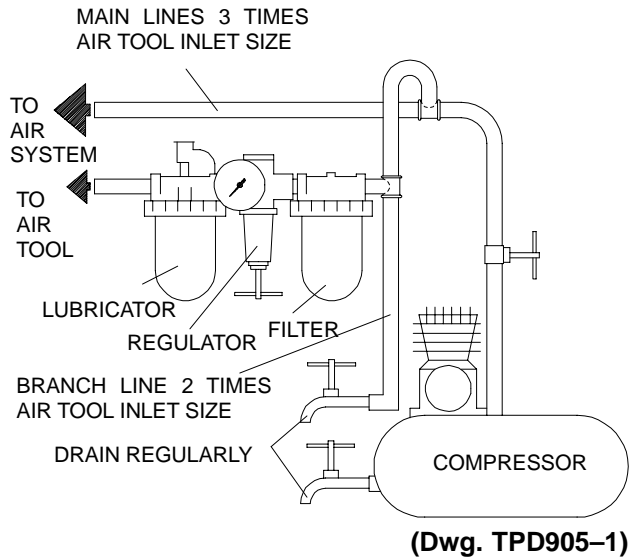 MAIN LINES 3 TIMES
AIR TOOL INLET SIZE
TO
AIR
SYSTEM
TO
AIR
TOOL
LUBRICATOR
REGULATOR
FILTER
BRANCH LINE 2 TIMES
AIR TOOL INLET SIZE
DRAIN REGULARLY
COMPRESSOR
(Dwg. TPD905–1)